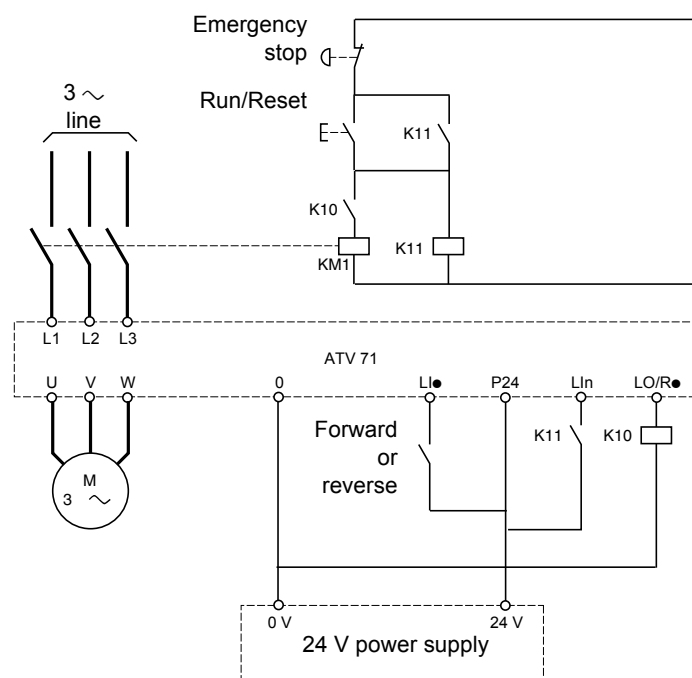 Emergency
stop
3 ～
line
Run/Reset
K11
K10
KM1
K11
L1 L2 L3
ATV 71
U V W
0 LI● P24 LIn LO/R●
Forward
or
reverse
K11 K10
M
3 ～
0 V 24 V
24 V power supply